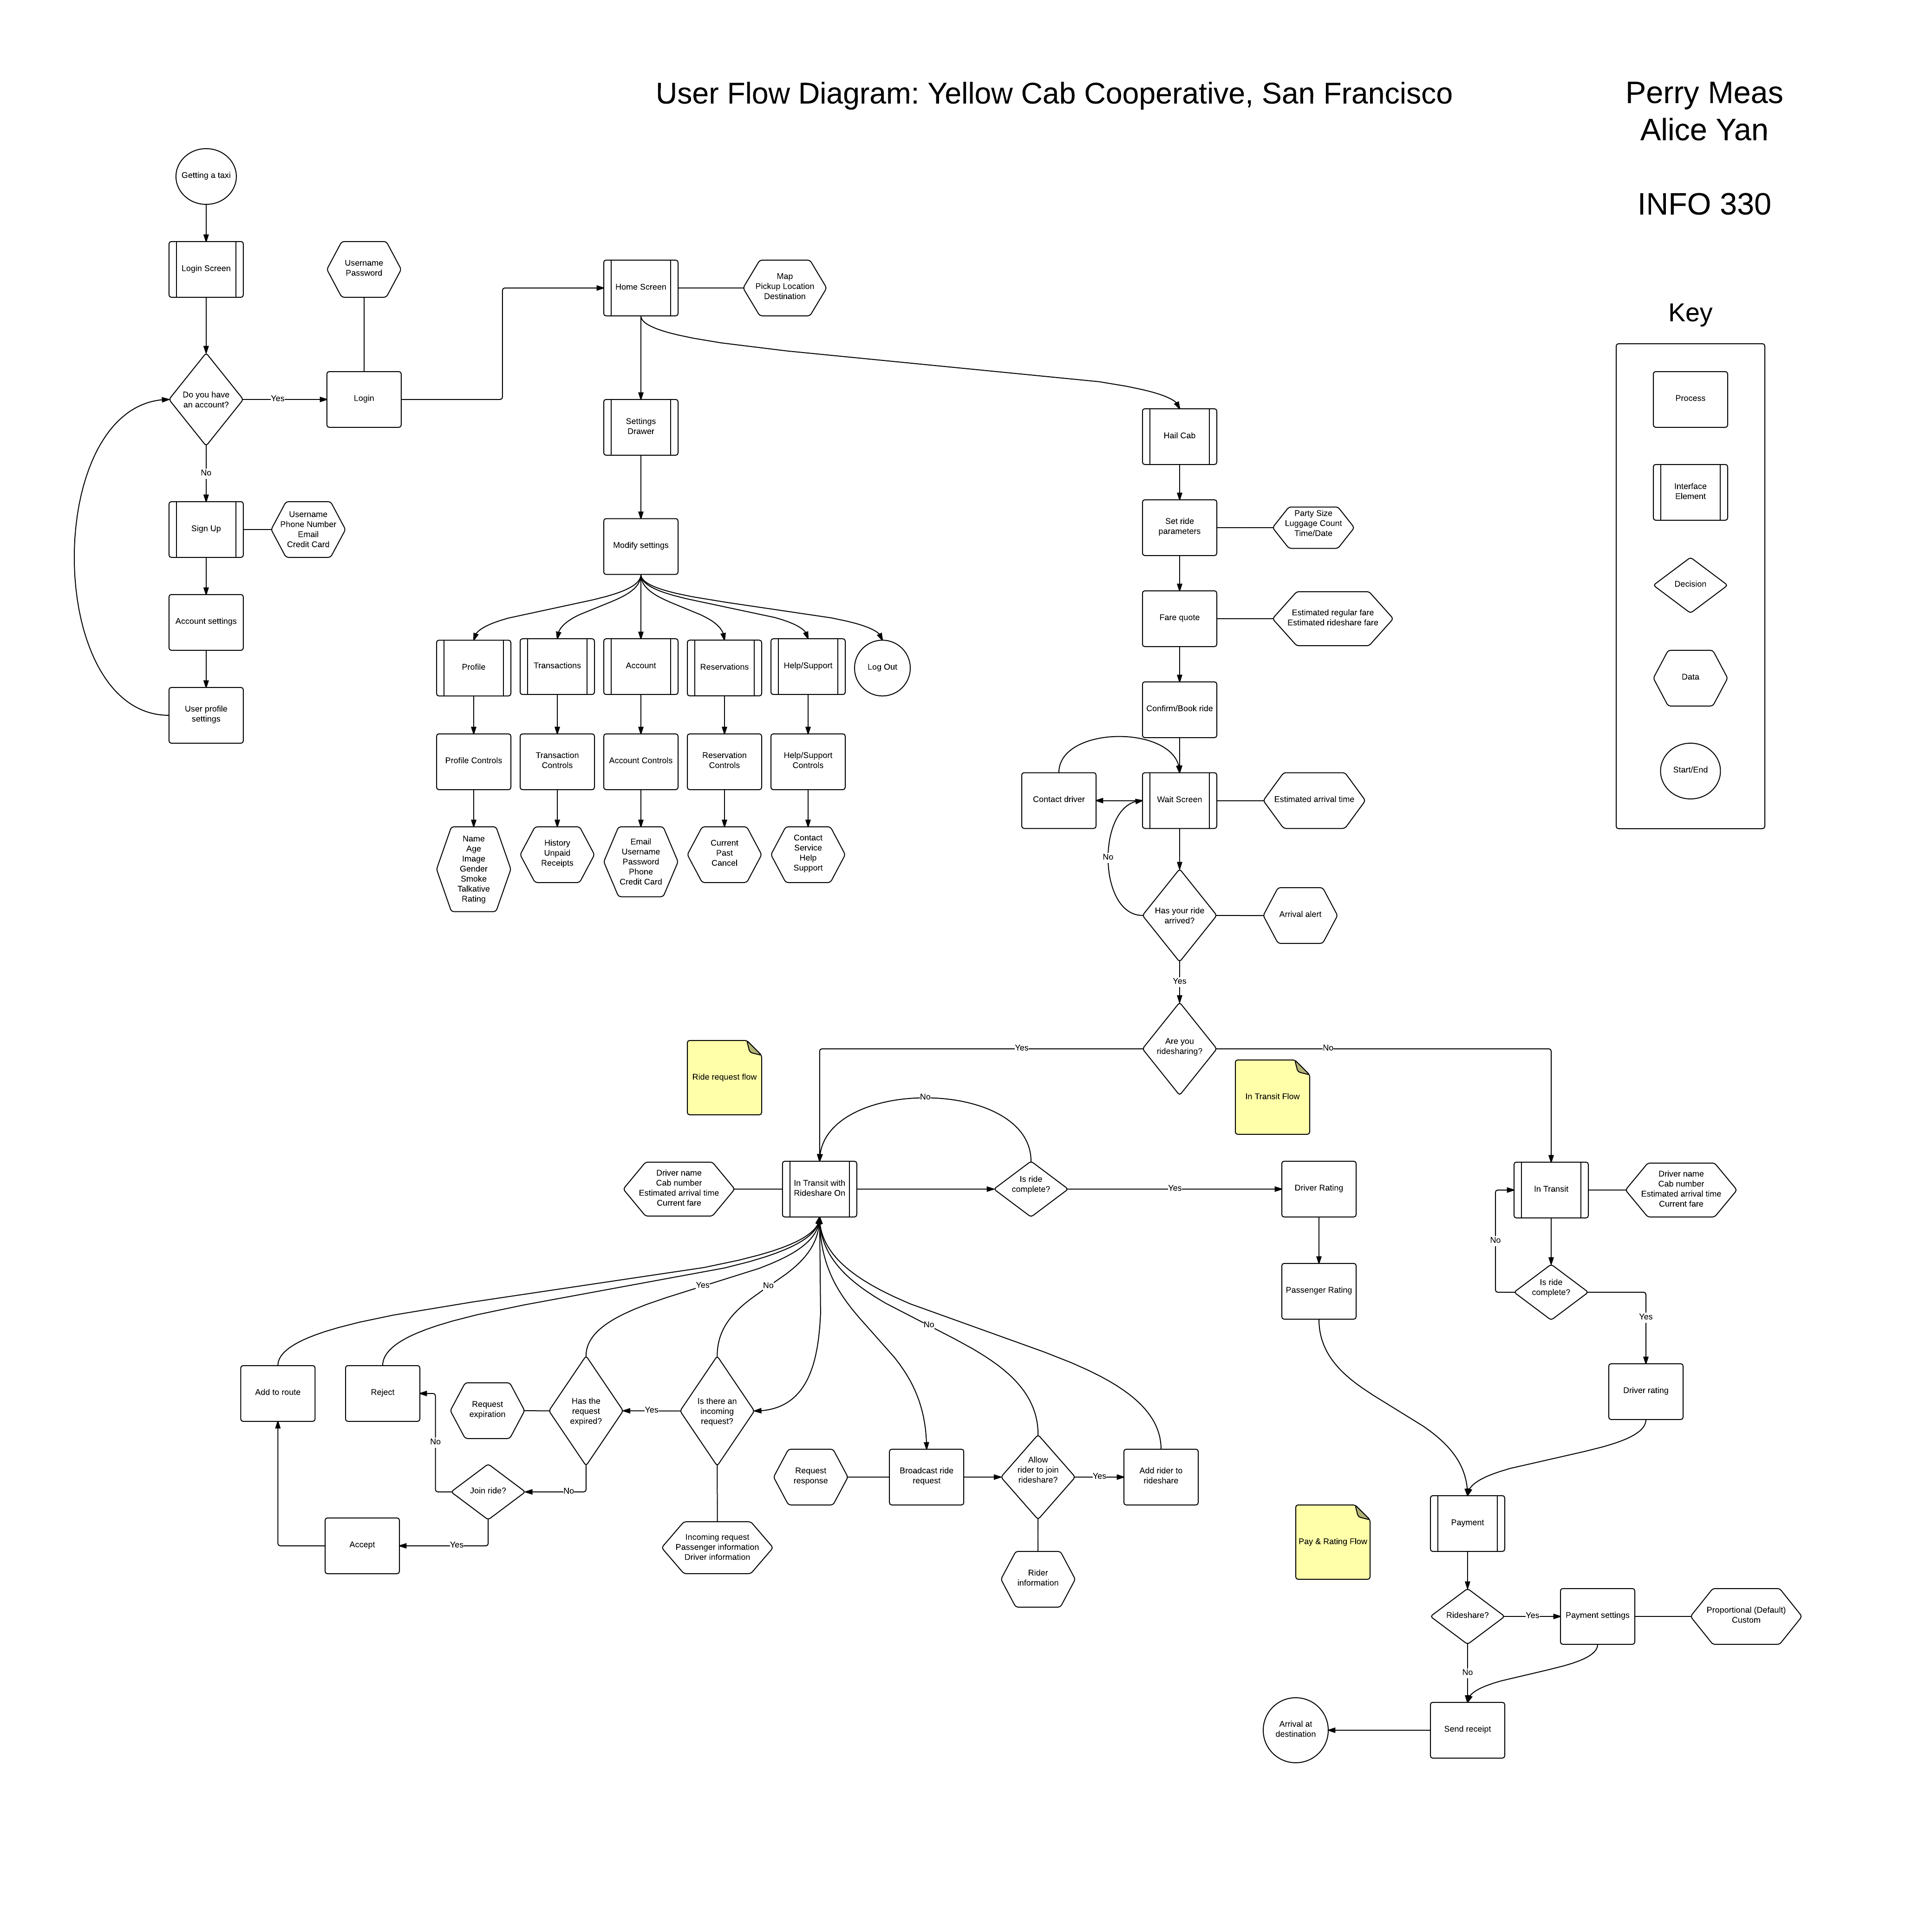 User Flow Diagram: Yellow Cab Cooperative, San Francisco
Perry Meas
Alice Yan
INFO 330
Key
Process
Interface
Element
Decision
Data
Start/End
Getting a taxi
Login Screen
Do you have
an account?
Yes
No
Username
Password
Login
Sign Up
Username
Phone Number
Email
Credit Card
Account settings
User profile
settings
Home Screen
Map
Pickup Location
Destination
Settings
Drawer
Modify settings
Profile
Transactions
Account
Reservations
Help/Support
Log Out
Profile Controls
Transaction
Controls
Account Controls
Reservation
Controls
Help/Support
Controls
Name
Age
Image
Gender
Smoke
Talkative
Rating
History
Unpaid
Receipts
Email
Username
Password
Phone
Credit Card
Current
Past
Cancel
Contact
Service
Help
Support
Hail Cab
Set ride
parameters
Party Size
Luggage Count
Time/Date
Fare quote
Estimated regular fare
Estimated rideshare fare
Confirm/Book ride
Contact driver
Wait Screen
Estimated arrival time
No
Has your ride
arrived?
Arrival alert
Yes
Are you
ridesharing?
Yes
No
Ride request flow
In Transit Flow
No
Driver name
Cab number
Estimated arrival time
Current fare
In Transit with
Rideshare On
Is ride
complete?
Yes
Driver Rating
Passenger Rating
In Transit
Driver name
Cab number
Estimated arrival time
Current fare
No
Is ride
complete?
Yes
Driver rating
Yes
No
No
Add to route
Reject
Request
expiration
Has the
request
expired?
Yes
Is there an
incoming
request?
No
Join ride?
No
Accept
Yes
Incoming request
Passenger information
Driver information
Request
response
Broadcast ride
request
Allow
rider to join
rideshare?
Yes
Add rider to
rideshare
Rider
information
Pay & Rating Flow
Payment
Rideshare?
Yes
Payment settings
Proportional (Default)
Custom
No
Send receipt
Arrival at
destination